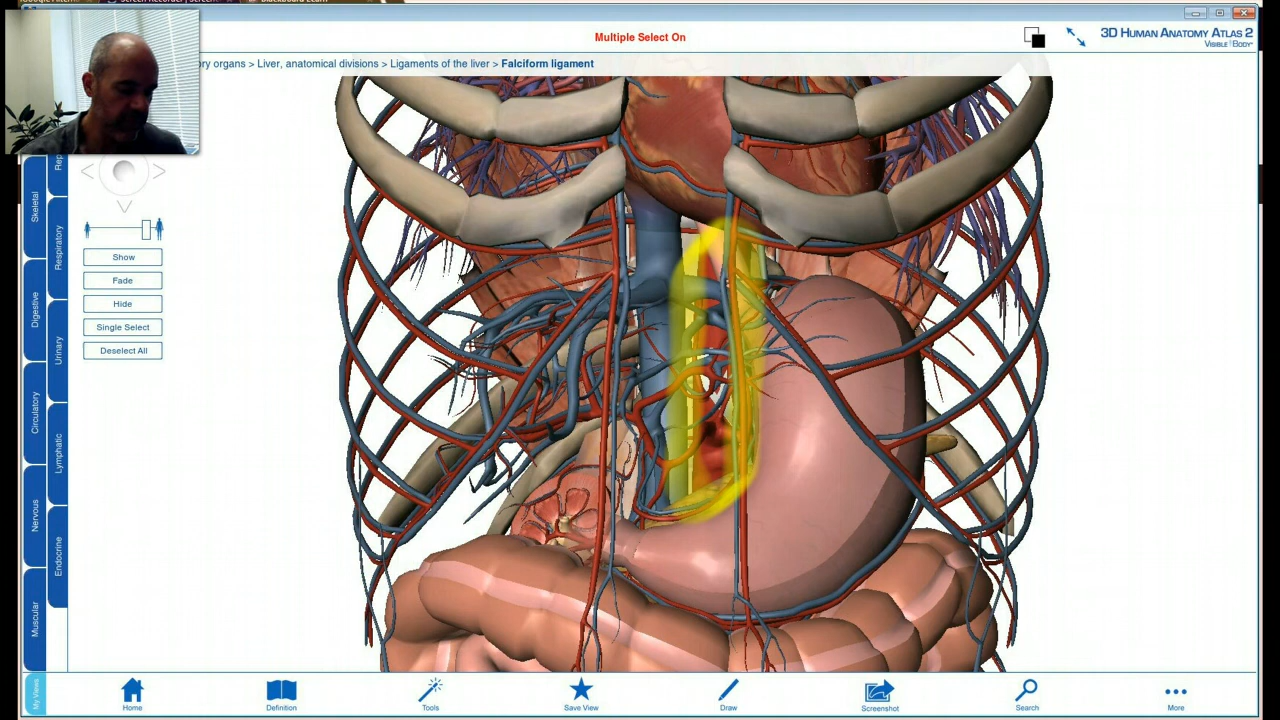 Multiple Select On
3D HUMAN ANATOMY ATLAS 2
VISIBLE BODY
organs > Liver, anatomical divisions > Ligaments of the liver > Falciform ligament
Skeletal
Respiratory
Digestive
Urinary
Circulatory
Lymphatic
Nervous
Endocrine
Muscular
My Views
Show
Fade
Hide
Single Select
Deselect All
Home
Definition
Tools
Save View
Draw
Screenshot
Search
More